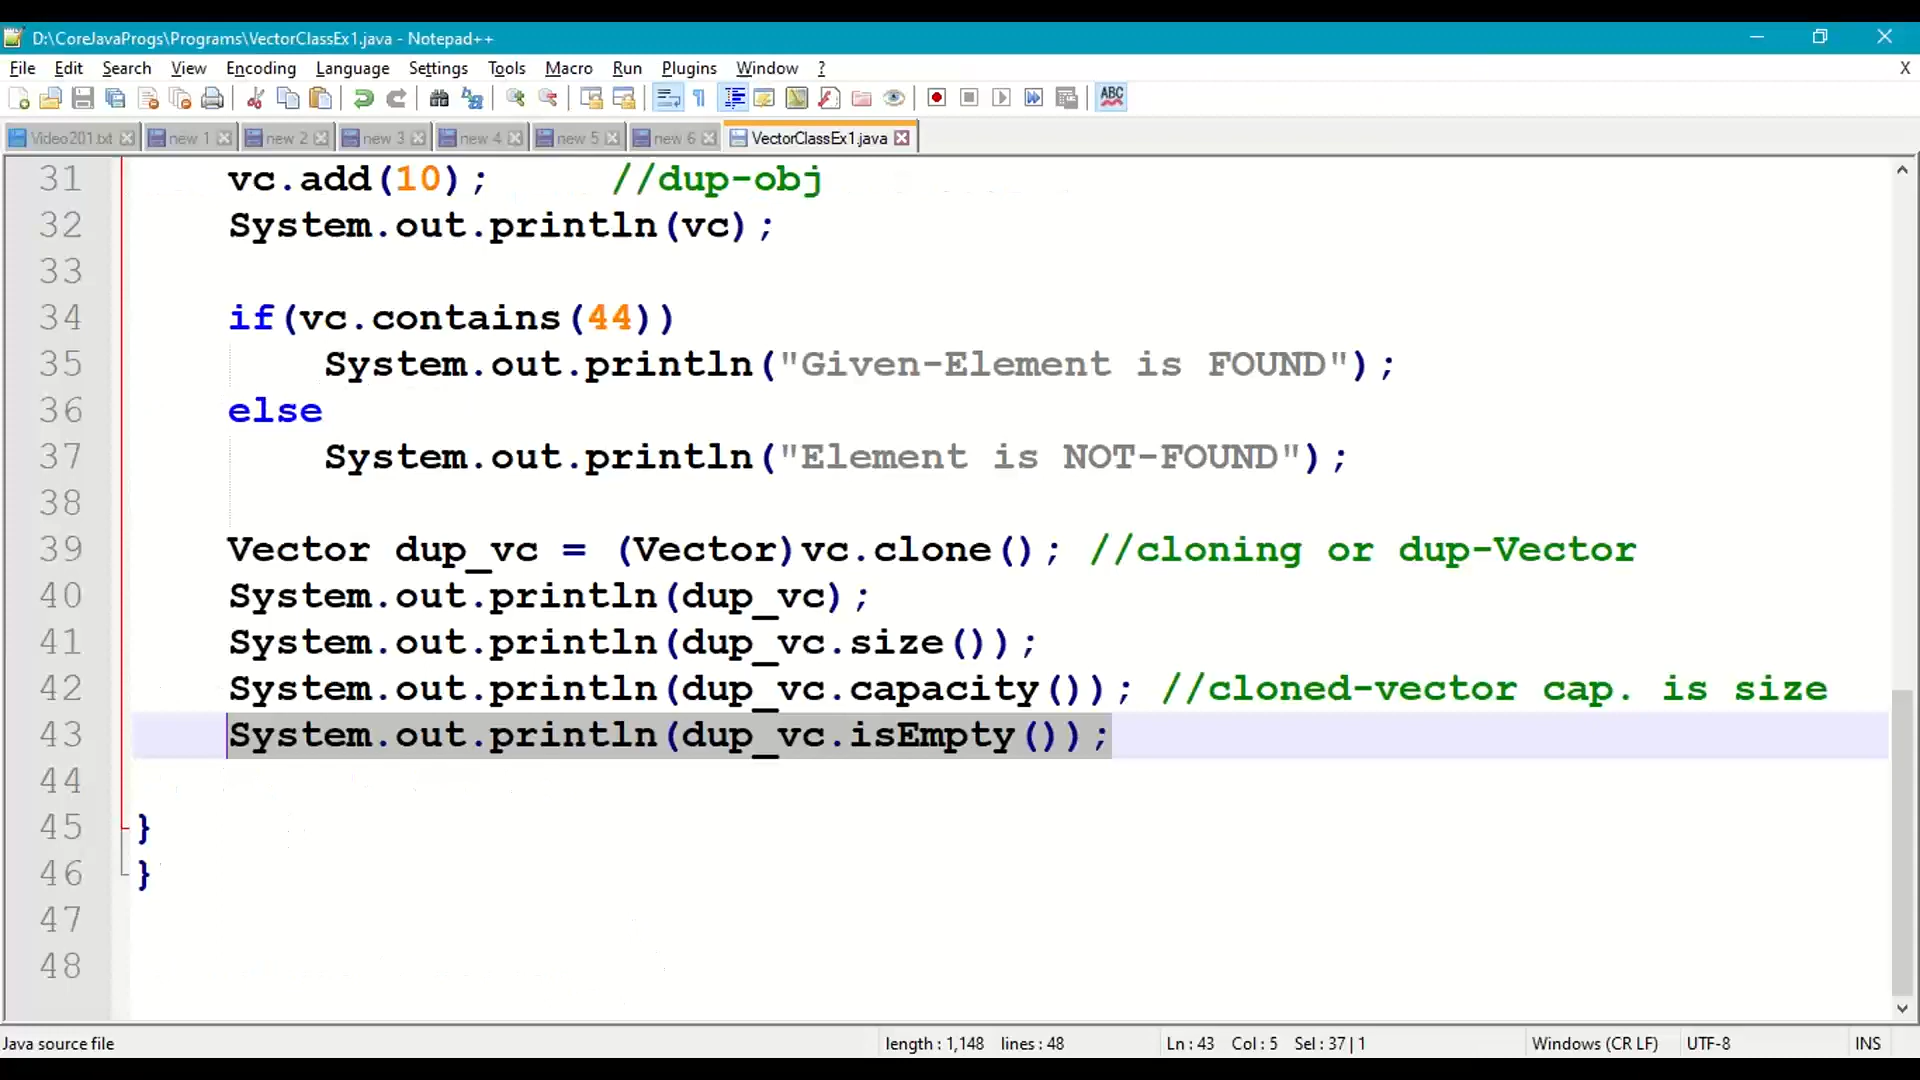 D:\CoreJavaProgs\Programs\VectorClassEx1.java - Notepad++
File Edit Search View Encoding Language Settings Tools Macro Run Plugins Window ? X
ABC
Video201.txt new 1 new 2 new 3 new 4 new 5 new 6 VectorClassEx1.java
31 vc.add(10); //dup-obj
32 System.out.println(vc);
33
34 if(vc.contains(44))
35 System.out.println("Given-Element is FOUND");
36 else
37 System.out.println("Element is NOT-FOUND");
38
39 Vector dup_vc = (Vector)vc.clone(); //cloning or dup-Vector
40 System.out.println(dup_vc);
41 System.out.println(dup_vc.size());
42 System.out.println(dup_vc.capacity()); //cloned-vector cap. is size
43 System.out.println(dup_vc.isEmpty());
44
45 }
46 }
47
48
Java source file length : 1,148 lines : 48 Ln : 43 Col : 5 Sel : 37 | 1 Windows (CR LF) UTF-8 INS